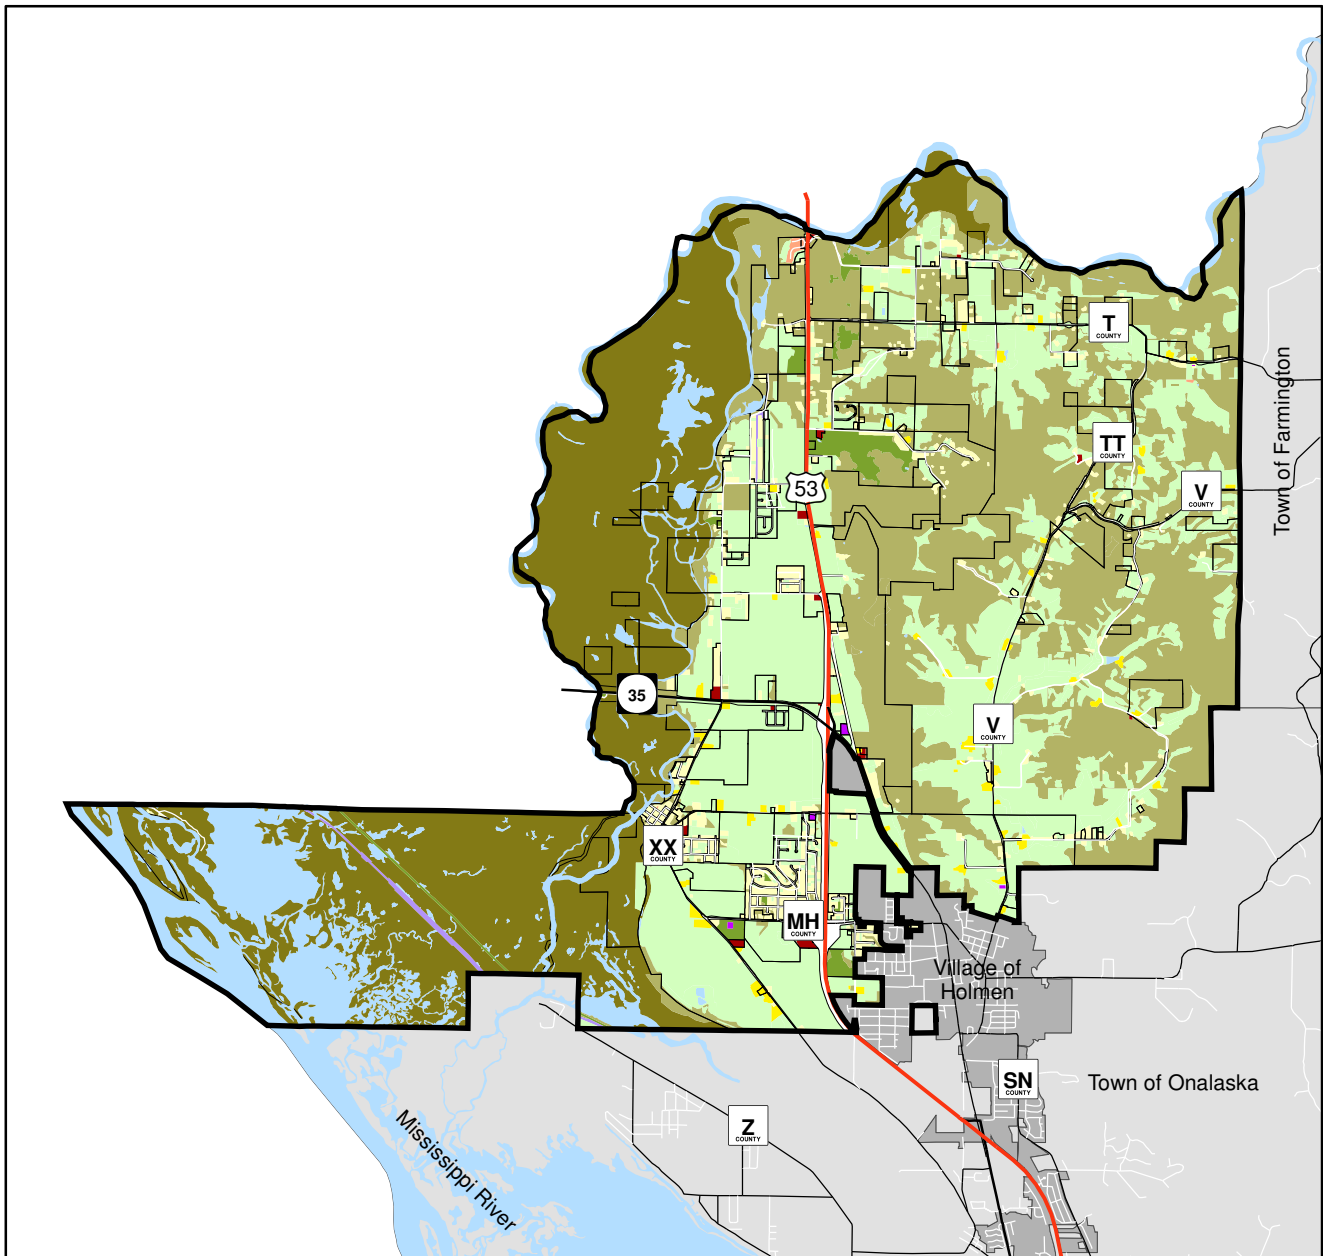 T
COUNTY
Town of Farmington
TT
COUNTY
V
COUNTY
53
35
V
COUNTY
XX
COUNTY
MH
COUNTY
Village of
Holmen
SN
COUNTY
Town of Onalaska
Z
COUNTY
Mississippi River